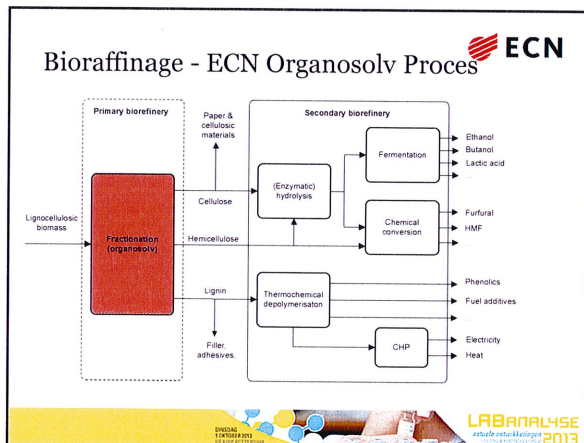 Bioraffinage - ECN Organosolv Proces
ECN
Primary biorefinery
Secondary biorefinery
Paper &
cellulosic
materials
Lignocellulosic
biomass
Fractionation
(organosolv)
Cellulose
Hemicellulose
Lignin
Filler,
adhesives,
(Enzymatic)
hydrolysis
Fermentation
Chemical
conversion
Thermochemical
depolymerisaton
CHP
Ethanol
Butanol
Lactic acid
...
Furfural
HMF
...
Phenolics
Fuel additives
...
Electricity
Heat
DINSDAG
1 OKTOBER 2013
LABANALYSE
actuele ontwikkelingen
2013